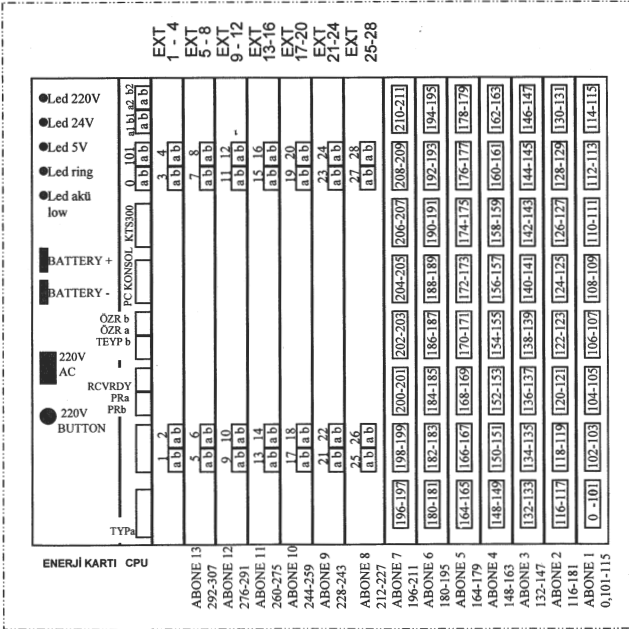 EXT
1 - 4
EXT
5 - 8
EXT
9 - 12
EXT
13-16
EXT
17-20
EXT
21-24
EXT
25-28
Led 220V
Led 24V
Led 5V
Led ring
Led akü
low
BATTERY +
BATTERY -
220V
AC
220V
BUTTON
a1 b1 a2 b2
a b
a b
0 101
a b
a b
KTS300
PC KONSOL
ÖZR b
ÖZR a
TEYP b
RCVRDY
PRa
PRb
TYPa
3 4
a b a b
7 8
a b a b
11 12
a b a b
15 16
a b a b
19 20
a b a b
23 24
a b a b
27 28
a b a b
1 2
a b a b
5 6
a b a b
9 10
a b a b
13 14
a b a b
17 18
a b a b
21 22
a b a b
25 26
a b a b
210-211
194-195
178-179
162-163
146-147
130-131
114-115
208-209
192-193
176-177
160-161
144-145
128-129
112-113
206-207
190-191
174-175
158-159
142-143
126-127
110-111
204-205
188-189
172-173
156-157
140-141
124-125
108-109
202-203
186-187
170-171
154-155
138-139
122-123
106-107
200-201
184-185
168-169
152-153
136-137
120-121
104-105
198-199
182-183
166-167
150-151
134-135
118-119
102-103
196-197
180-181
164-165
148-149
132-133
116-117
0 -101
ENERJİ KARTI CPU
ABONE 13
292-307
ABONE 12
276-291
ABONE 11
260-275
ABONE 10
244-259
ABONE 9
228-243
ABONE 8
212-227
ABONE 7
196-211
ABONE 6
180-195
ABONE 5
164-179
ABONE 4
148-163
ABONE 3
132-147
ABONE 2
116-181
ABONE 1
0,101-115